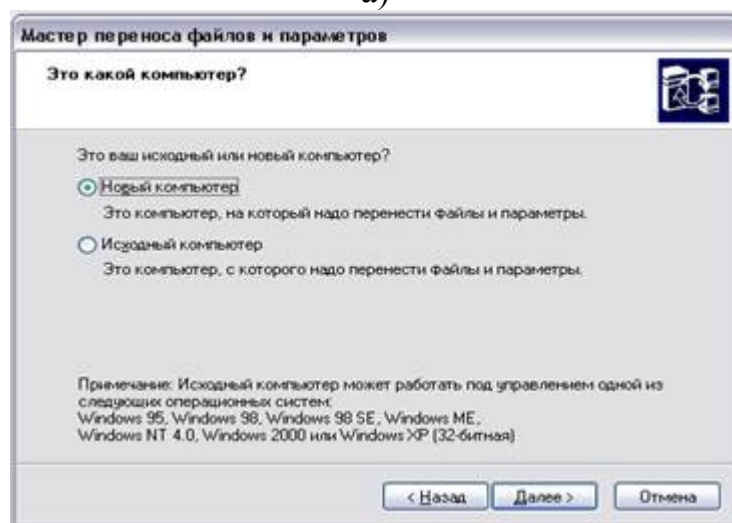 а)
Мастер переноса файлов и параметров
Это какой компьютер?
Это ваш исходный или новый компьютер?
Новый компьютер
Это компьютер, на который надо перенести файлы и параметры.
Исходный компьютер
Это компьютер, с которого надо перенести файлы и параметры.
Примечание: Исходный компьютер может работать под управлением одной из
следующих операционных систем:
Windows 95, Windows 98, Windows 98 SE, Windows ME,
Windows NT 4.0, Windows 2000 или Windows XP (32-битная)
< Назад Далее > Отмена